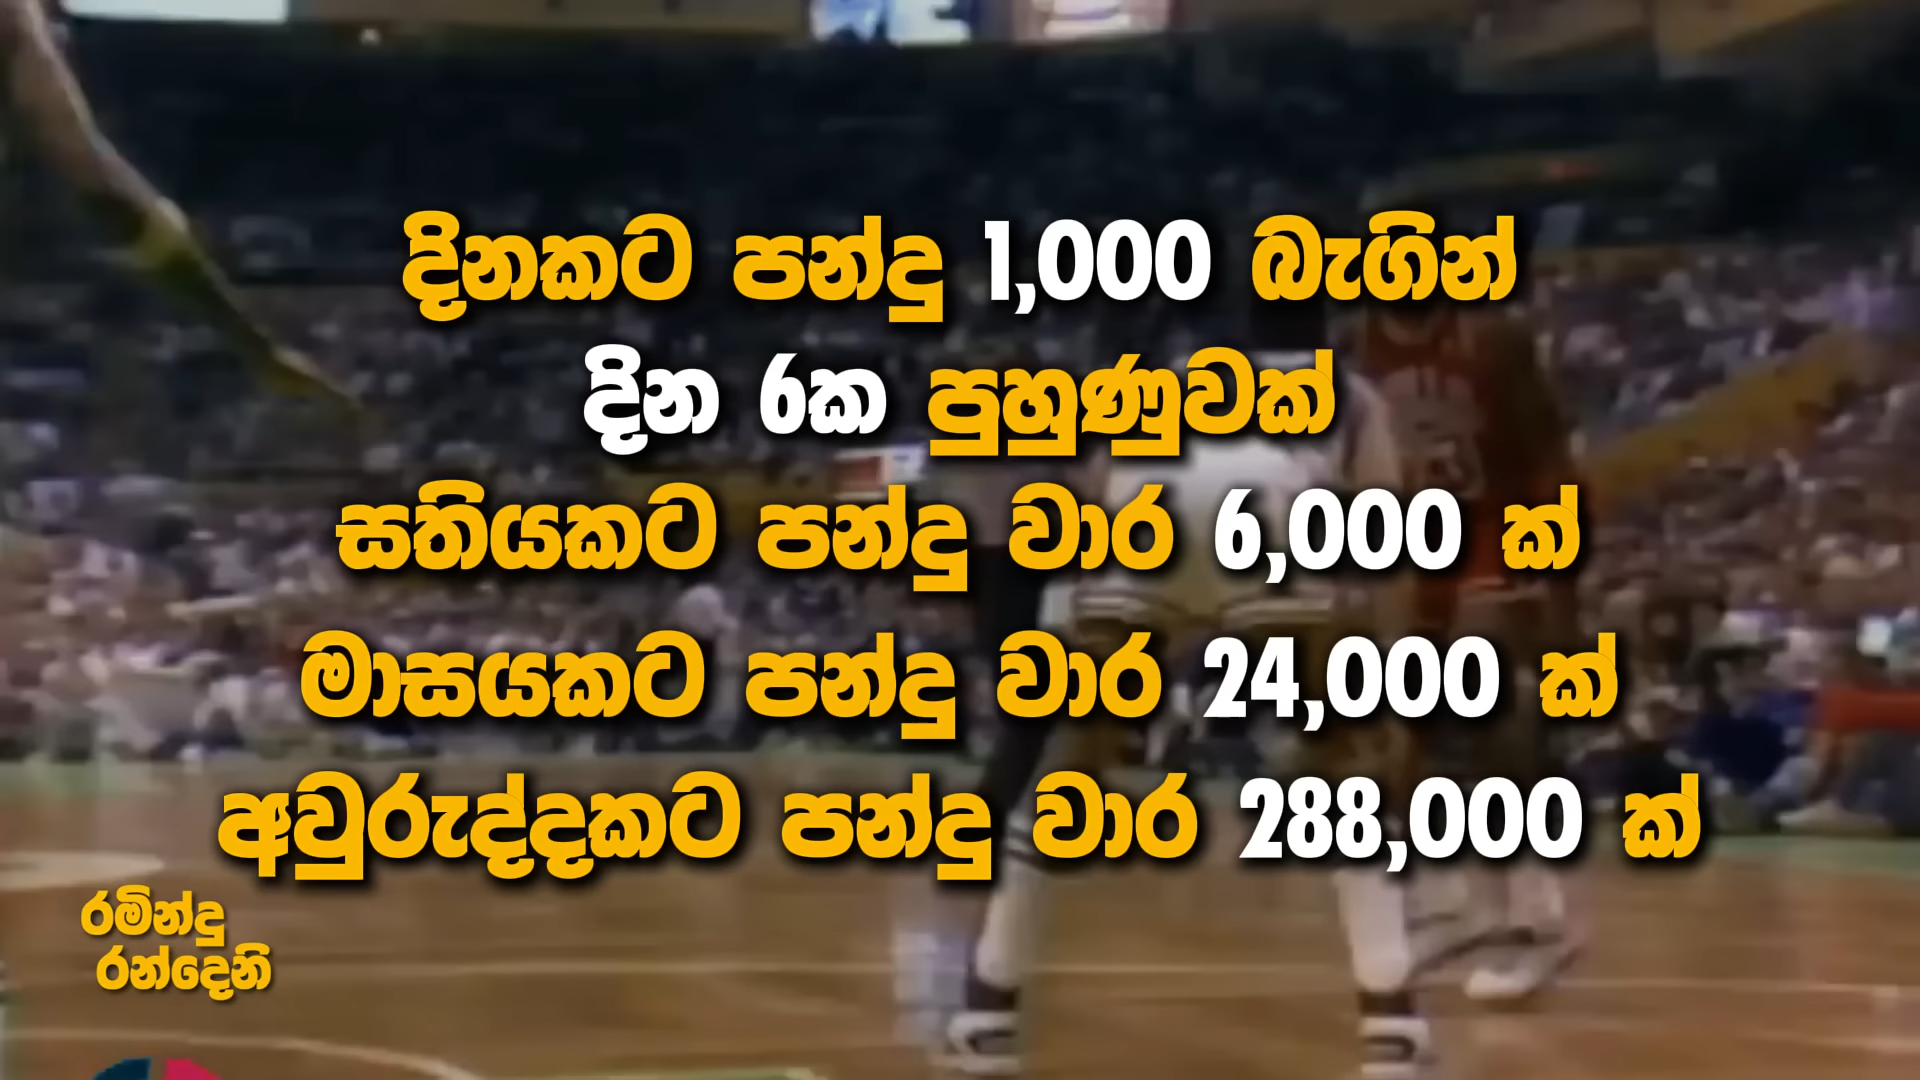 දිනකට පන්දු 1,000 බැගින්
දින 6ක පුහුණුවක්
සතියකට පන්දු වාර 6,000 ක්
මාසයකට පන්දු වාර 24,000 ක්
අවුරුද්දකට පන්දු වාර 288,000 ක්
රමින්දු
රන්දෙනි